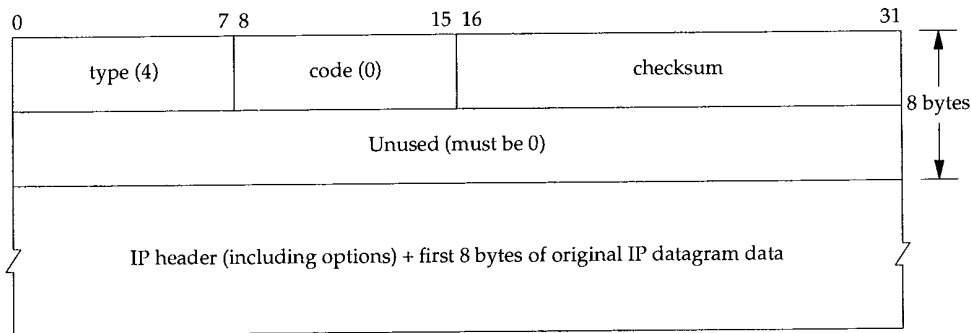 0 7 8 15 16 31
type (4) code (0) checksum
8 bytes
Unused (must be 0)
IP header (including options) + first 8 bytes of original IP datagram data